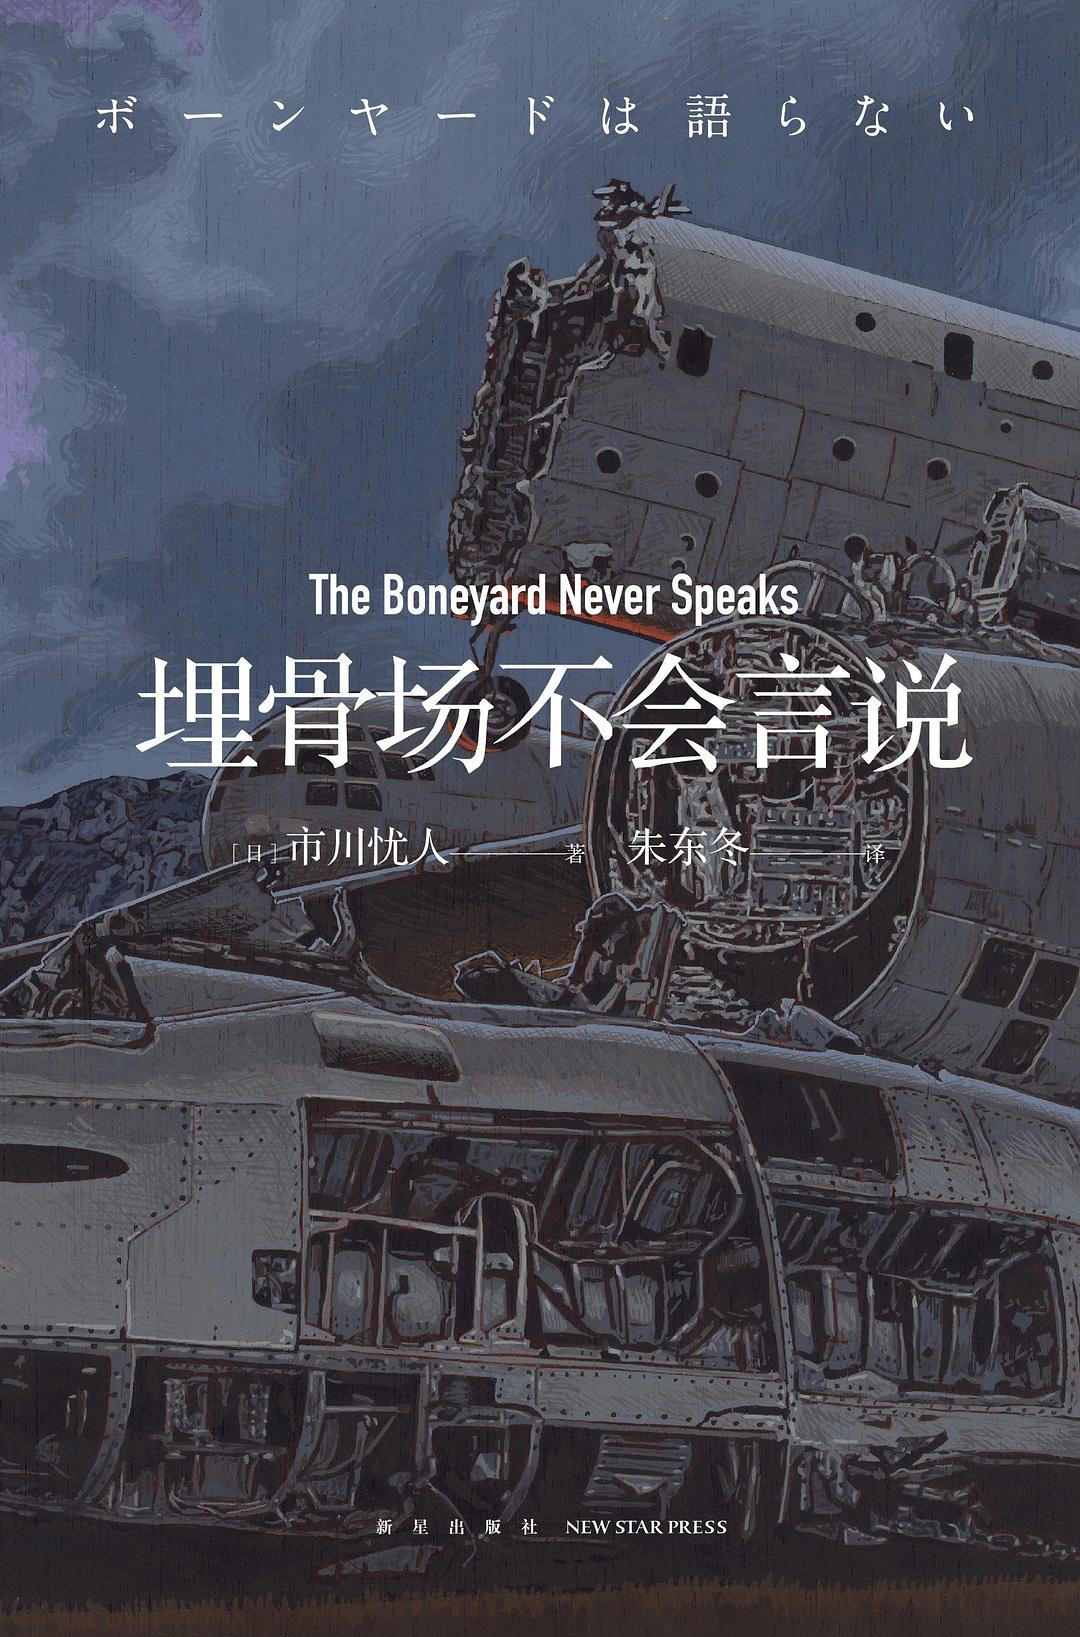 ボーンヤードは語らない
The Boneyard Never Speaks
埋骨场不会言说
[日]市川忧人——著 朱东冬——译
新星出版社 NEW STAR PRESS